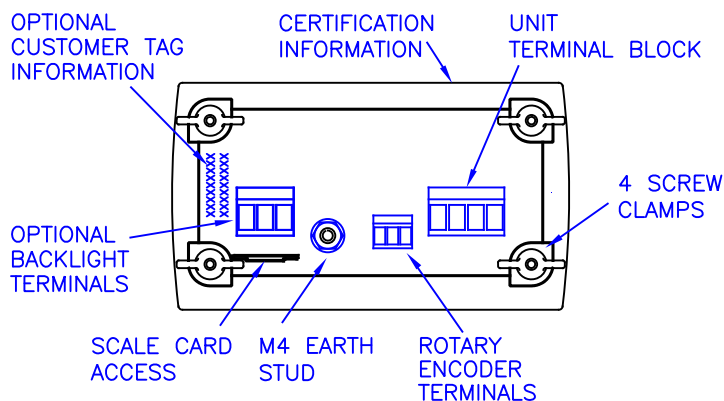 OPTIONAL
CUSTOMER TAG
INFORMATION
CERTIFICATION
INFORMATION
UNIT
TERMINAL BLOCK
4 SCREW
CLAMPS
OPTIONAL
BACKLIGHT
TERMINALS
SCALE CARD
ACCESS
M4 EARTH
STUD
ROTARY
ENCODER
TERMINALS